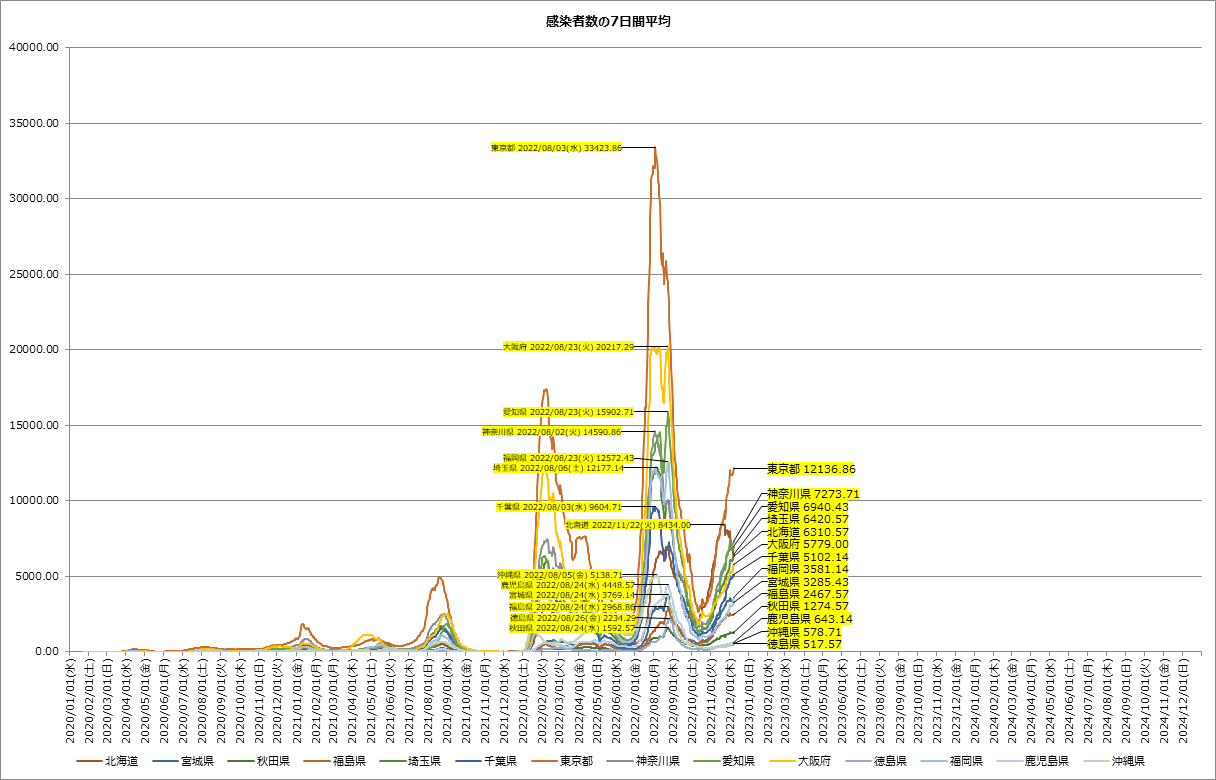 感染者数の7日間平均
40000.00
35000.00
30000.00
25000.00
20000.00
15000.00
10000.00
5000.00
0.00
東京都 2022/08/03(水) 33423.86
大阪府 2022/08/23(火) 20217.29
愛知県 2022/08/23(火) 15902.71
神奈川県 2022/08/02(火) 14590.86
福岡県 2022/08/23(火) 12572.43
埼玉県 2022/08/06(土) 12177.14
千葉県 2022/08/03(水) 9604.71
北海道 2022/11/22(火) 8434.00
沖縄県 2022/08/05(金) 5138.71
鹿児島県 2022/08/24(水) 4448.57
宮城県 2022/08/24(水) 3769.14
福島県 2022/08/24(水) 2968.86
徳島県 2022/08/26(金) 2234.29
秋田県 2022/08/24(水) 1592.57
東京都 12136.86
神奈川県 7273.71
愛知県 6940.43
埼玉県 6420.57
北海道 6310.57
大阪府 5779.00
千葉県 5102.14
福岡県 3581.14
宮城県 3285.43
福島県 2467.57
秋田県 1274.57
鹿児島県 643.14
沖縄県 578.71
徳島県 517.57
2020/01/01(水)
2020/02/01(土)
2020/03/01(日)
2020/04/01(水)
2020/05/01(金)
2020/06/01(月)
2020/07/01(水)
2020/08/01(土)
2020/09/01(火)
2020/10/01(木)
2020/11/01(日)
2020/12/01(火)
2021/01/01(金)
2021/02/01(月)
2021/03/01(月)
2021/04/01(木)
2021/05/01(土)
2021/06/01(火)
2021/07/01(木)
2021/08/01(日)
2021/09/01(水)
2021/10/01(金)
2021/11/01(月)
2021/12/01(水)
2022/01/01(土)
2022/02/01(火)
2022/03/01(火)
2022/04/01(金)
2022/05/01(日)
2022/06/01(水)
2022/07/01(金)
2022/08/01(月)
2022/09/01(木)
2022/10/01(土)
2022/11/01(火)
2022/12/01(木)
2023/01/01(日)
2023/02/01(水)
2023/03/01(水)
2023/04/01(土)
2023/05/01(月)
2023/06/01(木)
2023/07/01(土)
2023/08/01(火)
2023/09/01(金)
2023/10/01(日)
2023/11/01(水)
2023/12/01(金)
2024/01/01(月)
2024/02/01(木)
2024/03/01(金)
2024/04/01(月)
2024/05/01(水)
2024/06/01(土)
2024/07/01(月)
2024/08/01(木)
2024/09/01(日)
2024/10/01(火)
2024/11/01(金)
2024/12/01(日)
北海道 宮城県 秋田県 福島県 埼玉県 千葉県 東京都 神奈川県 愛知県 大阪府 徳島県 福岡県 鹿児島県 沖縄県